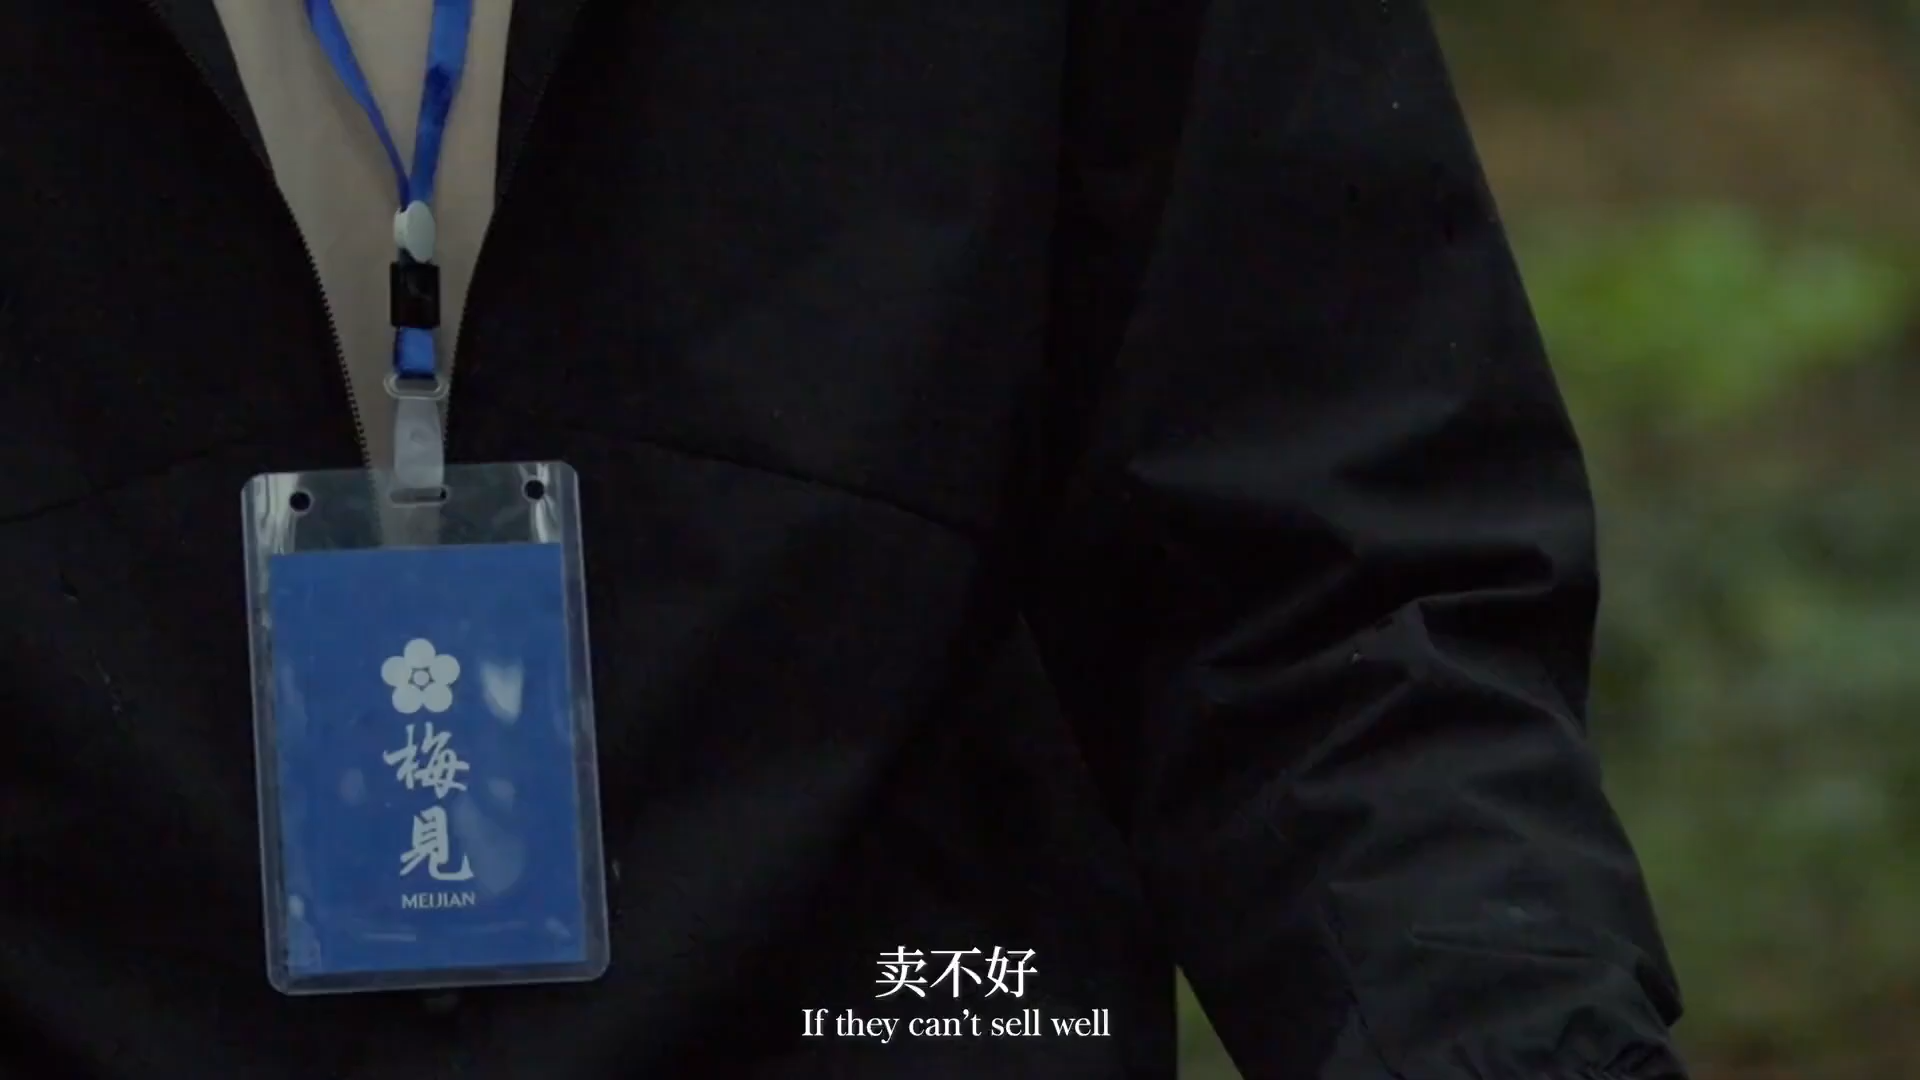 梅見
MEIJIAN
卖不好
If they can't sell well